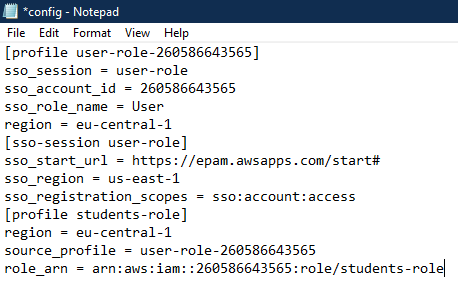 *config - Notepad
File Edit Format View Help
[profile user-role-260586643565]
sso_session = user-role
sso_account_id = 260586643565
sso_role_name = User
region = eu-central-1
[sso-session user-role]
sso_start_url = https://epam.awsapps.com/start#
sso_region = us-east-1
sso_registration_scopes = sso:account:access
[profile students-role]
region = eu-central-1
source_profile = user-role-260586643565
role_arn = arn:aws:iam::260586643565:role/students-role